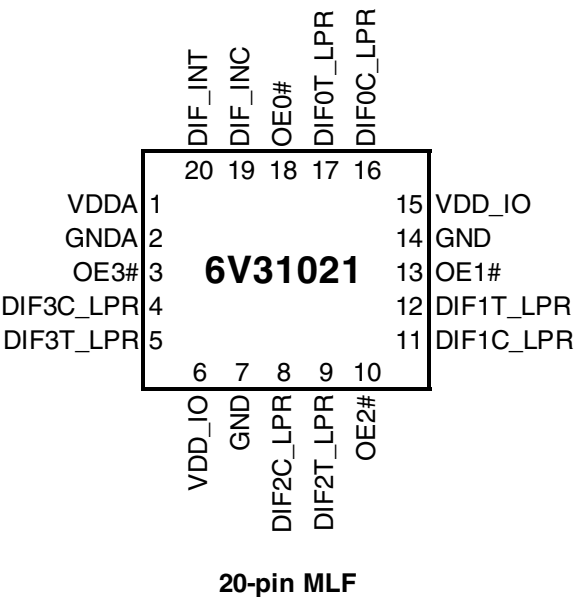 DIF_INT
DIF_INC
OE0#
DIF0T_LPR
DIF0C_LPR
20 19 18 17 16
VDDA 1
15 VDD_IO
GNDA 2
14 GND
OE3# 3
6V31021
13 OE1#
DIF3C_LPR 4
12 DIF1T_LPR
DIF3T_LPR 5
11 DIF1C_LPR
6 7 8 9 10
VDD_IO
GND
DIF2C_LPR
DIF2T_LPR
OE2#
20-pin MLF